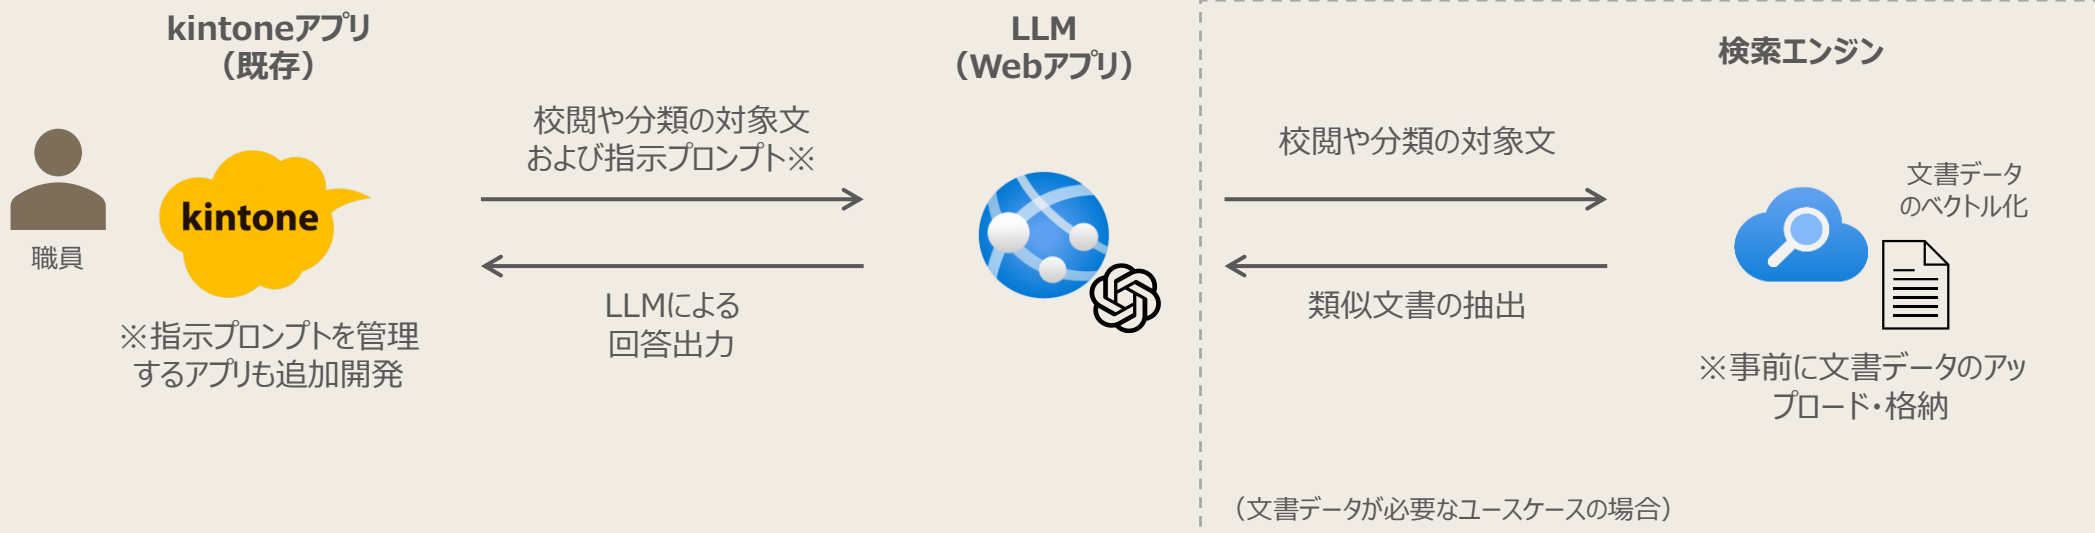 kintoneアプリ
（既存）
LLM
（Webアプリ）
検索エンジン
校閲や分類の対象文
および指示プロンプト※
校閲や分類の対象文
文書データ
のベクトル化
kintone
職員
LLMによる
回答出力
類似文書の抽出
※指示プロンプトを管理
するアプリも追加開発
※事前に文書データのアッ
プロード・格納
（文書データが必要なユースケースの場合）